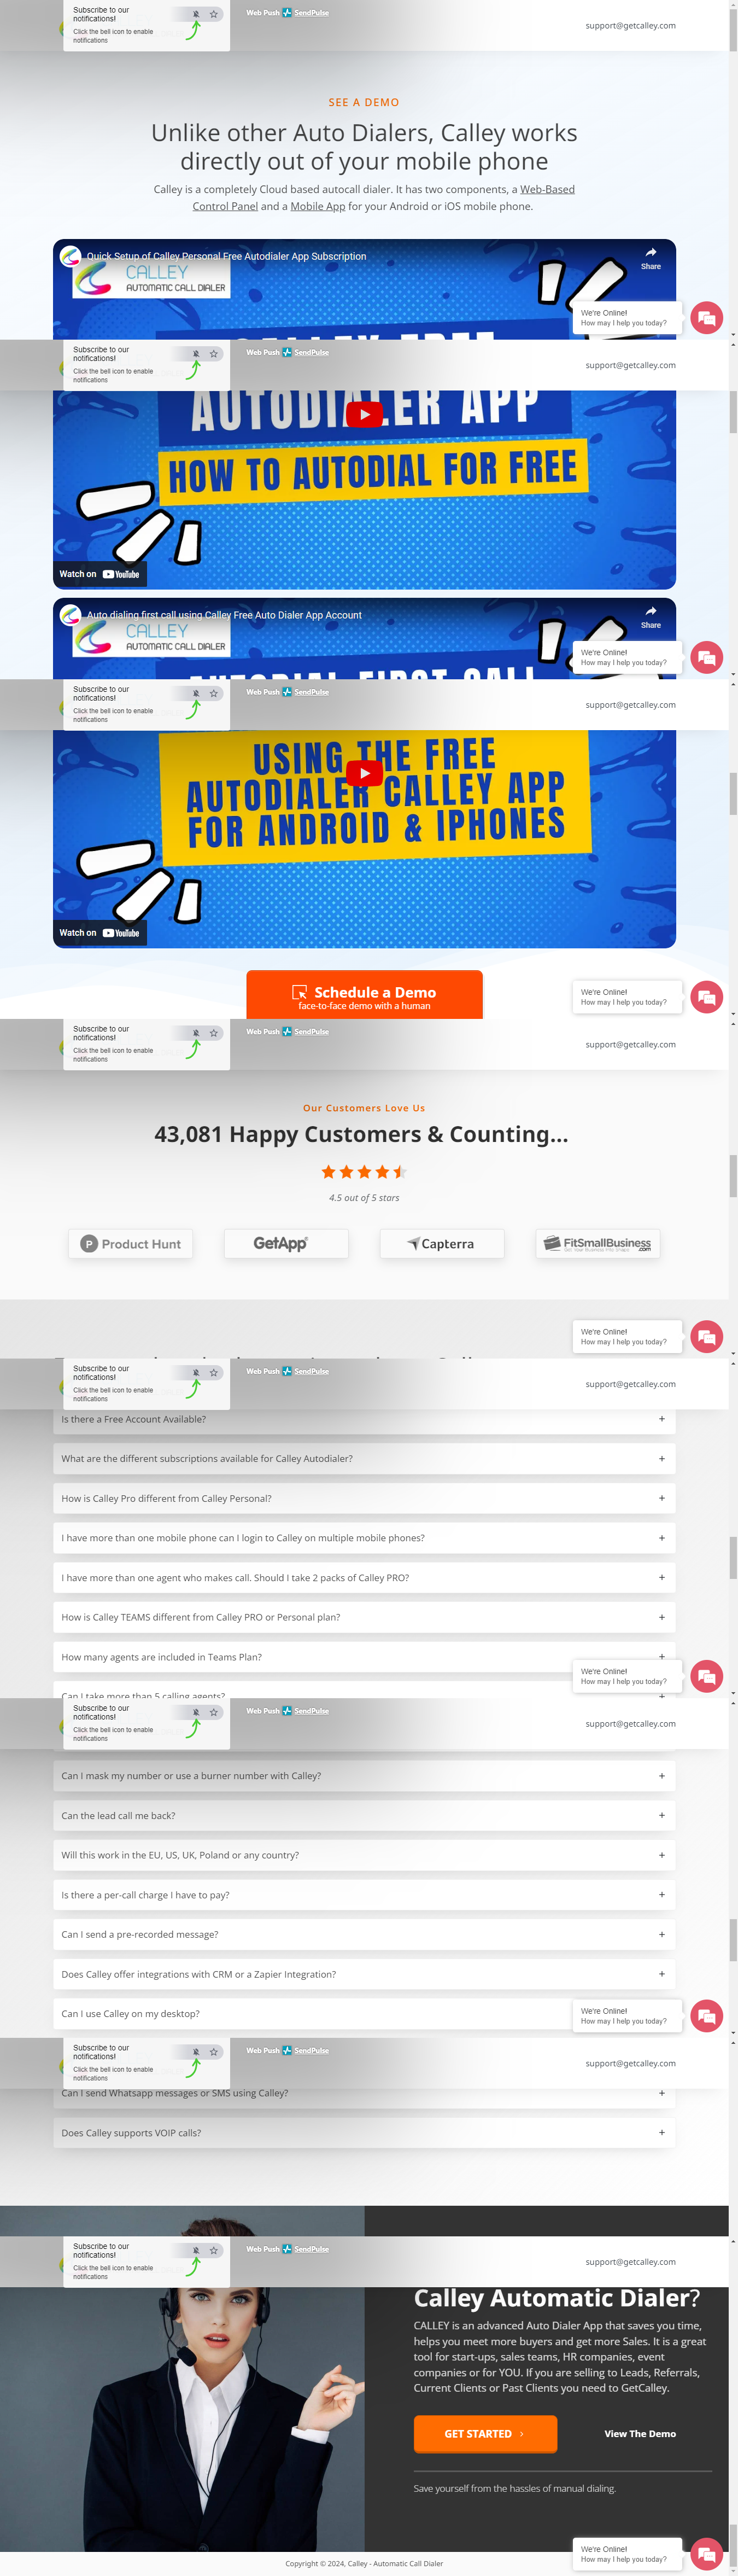 Subscribe to our
notifications!
Click the bell icon to enable
notifications
Web Push SendPulse
support@getcalley.com
SEE A DEMO
Unlike other Auto Dialers, Calley works
directly out of your mobile phone
Calley is a completely Cloud based autocall dialer. It has two components, a Web-Based
Control Panel and a Mobile App for your Android or iOS mobile phone.
Quick Setup of Calley Personal Free Autodialer App Subscription
Share
CALLEY
AUTOMATIC CALL DIALER
We're Online!
How may I help you today?
CALLEY FREE
Subscribe to our
notifications!
Click the bell icon to enable
notifications
Web Push SendPulse
support@getcalley.com
AUTODIALER APP
HOW TO AUTODIAL FOR FREE
Watch on YouTube
Auto dialing first call using Calley Free Auto Dialer App Account
Share
CALLEY
AUTOMATIC CALL DIALER
We're Online!
How may I help you today?
FIRST CALL
Subscribe to our
notifications!
Click the bell icon to enable
notifications
Web Push SendPulse
support@getcalley.com
USING THE FREE
AUTODIALER CALLEY APP
FOR ANDROID & IPHONES
Watch on YouTube
Schedule a Demo
face-to-face demo with a human
We're Online!
How may I help you today?
Subscribe to our
notifications!
Click the bell icon to enable
notifications
Web Push SendPulse
support@getcalley.com
Our Customers Love Us
43,081 Happy Customers & Counting...
4.5 out of 5 stars
P Product Hunt
GetApp
Capterra
FitSmallBusiness
.com
We're Online!
How may I help you today?
Subscribe to our
notifications!
Click the bell icon to enable
notifications
Web Push SendPulse
support@getcalley.com
Is there a Free Account Available? +
What are the different subscriptions available for Calley Autodialer? +
How is Calley Pro different from Calley Personal? +
I have more than one mobile phone can I login to Calley on multiple mobile phones? +
I have more than one agent who makes call. Should I take 2 packs of Calley PRO? +
How is Calley TEAMS different from Calley PRO or Personal plan? +
How many agents are included in Teams Plan? +
We're Online!
How may I help you today?
Can I take more than 5 calling agents? +
Subscribe to our
notifications!
Click the bell icon to enable
notifications
Web Push SendPulse
support@getcalley.com
Can I mask my number or use a burner number with Calley? +
Can the lead call me back? +
Will this work in the EU, US, UK, Poland or any country? +
Is there a per-call charge I have to pay? +
Can I send a pre-recorded message? +
Does Calley offer integrations with CRM or a Zapier Integration? +
Can I use Calley on my desktop?
We're Online!
How may I help you today?
Subscribe to our
notifications!
Click the bell icon to enable
notifications
Web Push SendPulse
support@getcalley.com
Can I send Whatsapp messages or SMS using Calley? +
Does Calley supports VOIP calls? +
Subscribe to our
notifications!
Click the bell icon to enable
notifications
Web Push SendPulse
support@getcalley.com
Calley Automatic Dialer?
CALLEY is an advanced Auto Dialer App that saves you time,
helps you meet more buyers and get more Sales. It is a great
tool for start-ups, sales teams, HR companies, event
companies or for YOU. If you are selling to Leads, Referrals,
Current Clients or Past Clients you need to GetCalley.
GET STARTED
View The Demo
Save yourself from the hassles of manual dialing.
We're Online!
How may I help you today?
Copyright © 2024, Calley - Automatic Call Dialer